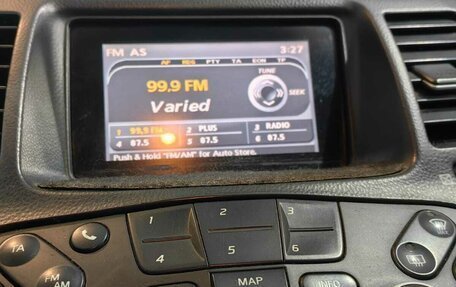 FM AS 3:27
AF REG PTY TA EON TP
TUNE
99.9 FM
SEEK
Varied
1 99.9 FM 2 PLUS 3 RADIO
4 87.5 5 87.5 6 87.5
Push & Hold "FM/AM" for Auto Store.
1 2 3
4 5 6
TA
FM AM
MAP
INFO